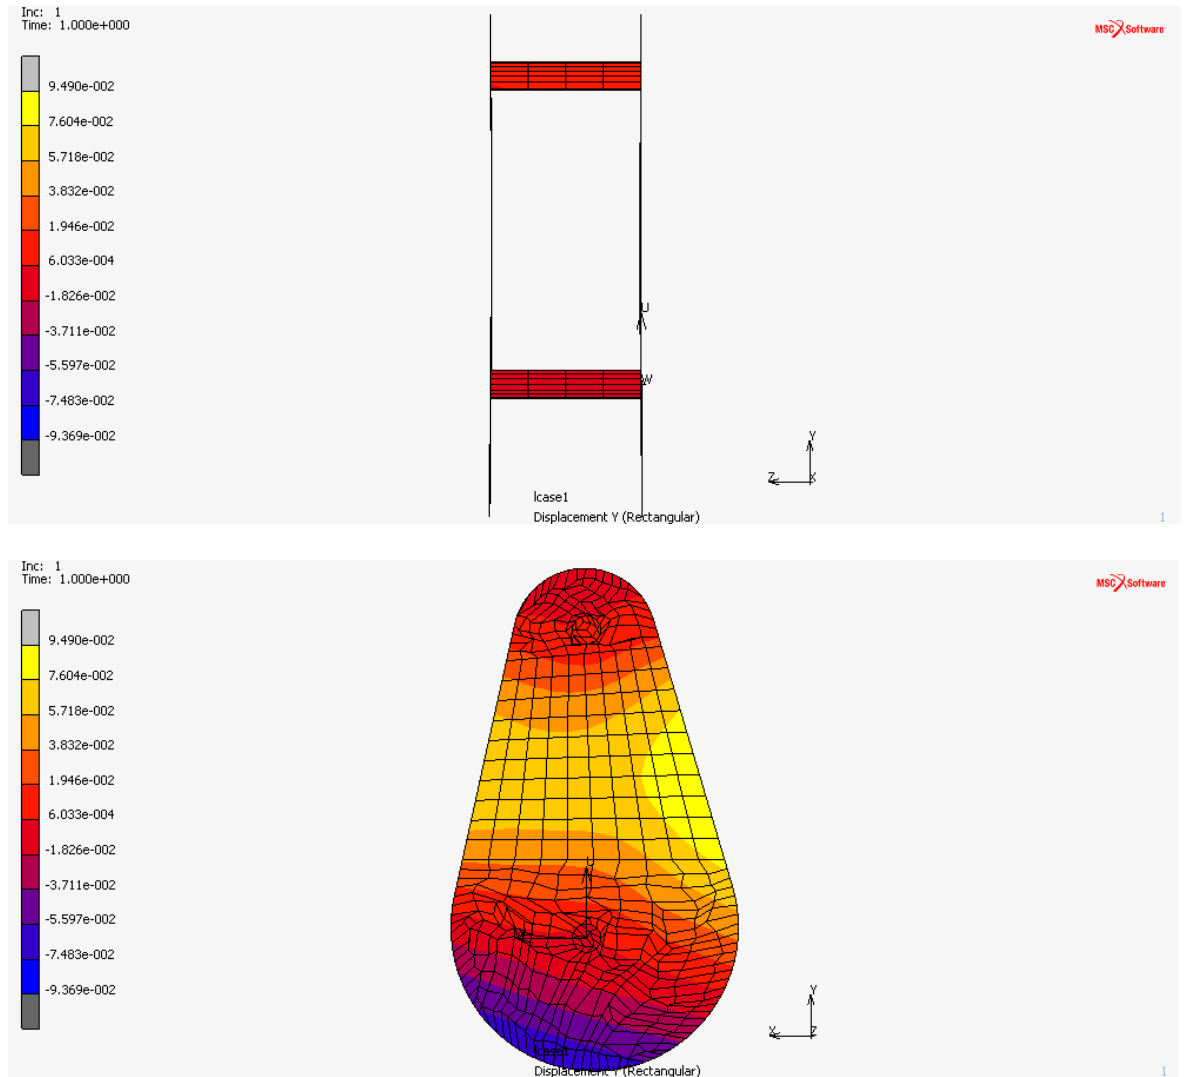 Inc: 1
Time: 1.000e+000
MSC Software
9.490e-002
7.604e-002
5.718e-002
3.832e-002
1.946e-002
6.033e-004
-1.826e-002
-3.711e-002
-5.597e-002
-7.483e-002
-9.369e-002
U
W
Y
Z X
lcase1
Displacement Y (Rectangular)
1
Inc: 1
Time: 1.000e+000
MSC Software
9.490e-002
7.604e-002
5.718e-002
3.832e-002
1.946e-002
6.033e-004
-1.826e-002
-3.711e-002
-5.597e-002
-7.483e-002
-9.369e-002
Y
X Z
lcase1
Displacement Y (Rectangular)
1